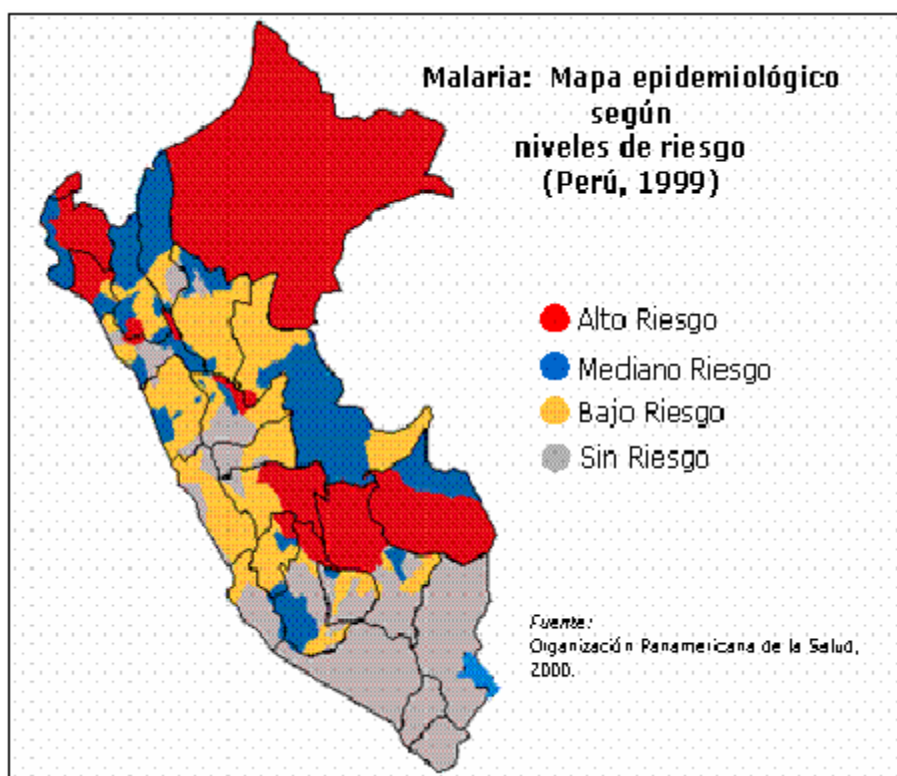 Malaria: Mapa epidemiológico
según
niveles de riesgo
(Perú, 1999)
Alto Riesgo
Mediano Riesgo
Bajo Riesgo
Sin Riesgo
Fuente:
Organización Panamericana de la Salud,
2000.